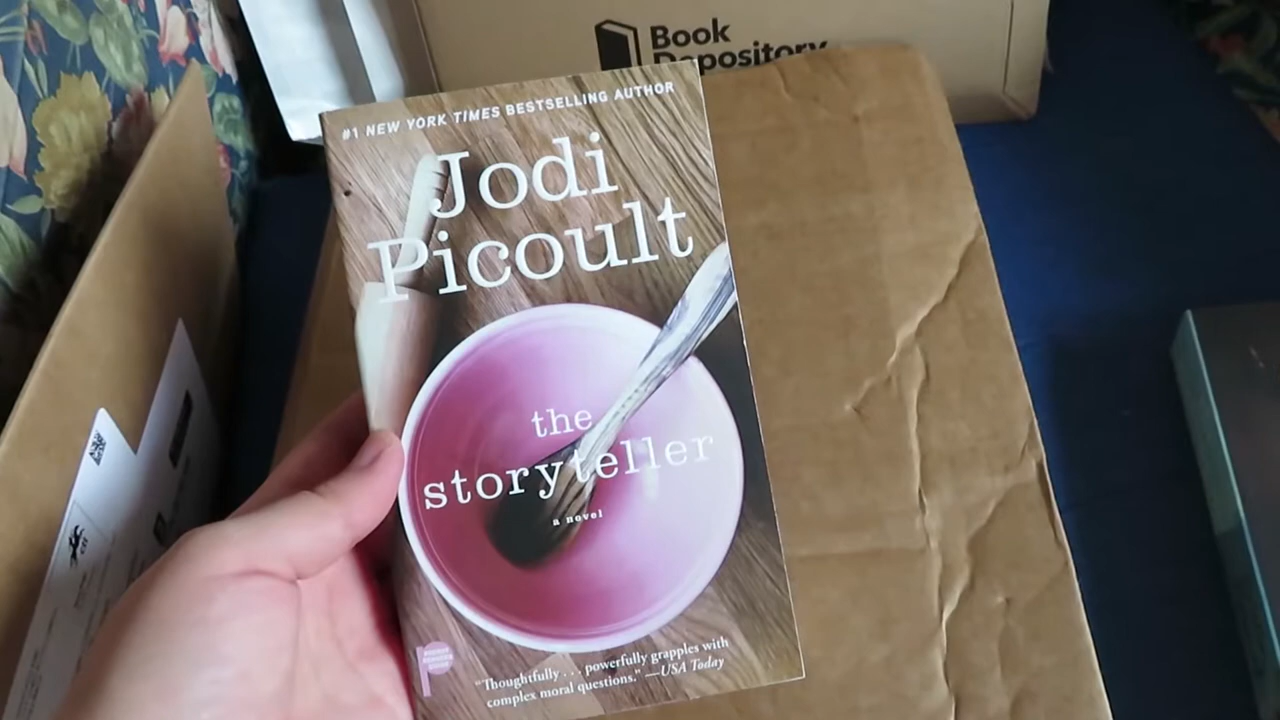 Book
Depository
#1 NEW YORK TIMES BESTSELLING AUTHOR
Jodi
Picoult
the
storyteller
a novel
"Thoughtfully . . . powerfully grapples with
complex moral questions." —USA Today